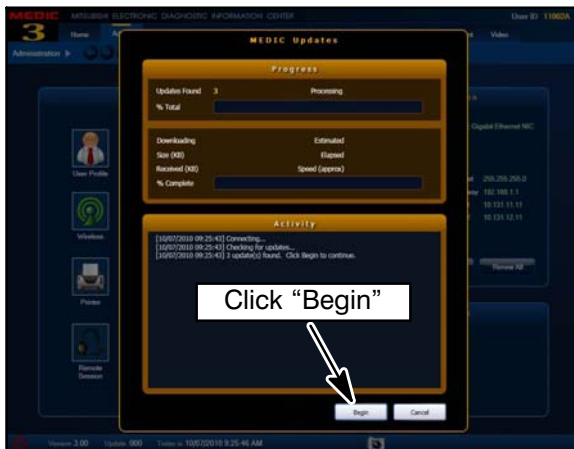 MEDIC MITSUBISHI ELECTRONIC DIAGNOSTIC INFORMATION CENTER User ID 11002A
3 Home Video
Administration
MEDIC Updates
Progress
Updates Found 3 Processing
% Total
Downloading Estimated
Size (KB) Elapsed
Received (KB) Speed (approx)
% Complete
Activity
[10/07/2010 09:25:43] Connecting...
[10/07/2010 09:25:43] Checking for updates...
[10/07/2010 09:25:43] 3 update(s) found. Click Begin to continue.
Click “Begin”
Begin Cancel
User Profile
Wireless
Printer
Remote
Session
Gigabit Ethernet NIC
255.255.255.0
192.168.1.1
10.131.11.11
10.131.12.11
Renew All
Version 3.00 Update 000 Today is 10/07/2010 9:25:46 AM